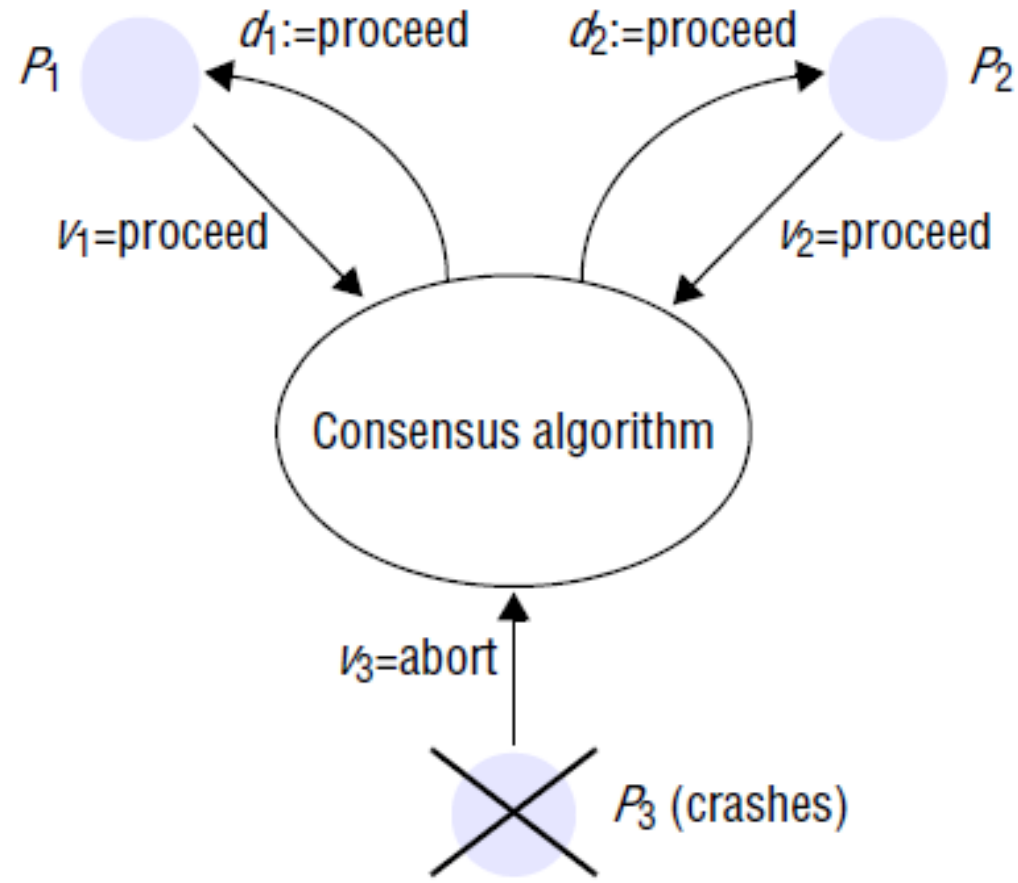 d1:=proceed
d2:=proceed
P1
P2
v1=proceed
v2=proceed
Consensus algorithm
v3=abort
P3 (crashes)